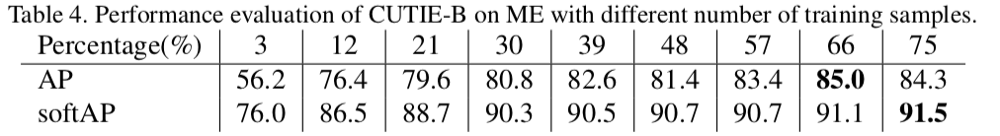 Table 4. Performance evaluation of CUTIE-B on ME with different number of training samples.
Percentage(%) 3 12 21 30 39 48 57 66 75
AP 56.2 76.4 79.6 80.8 82.6 81.4 83.4 85.0 84.3
softAP 76.0 86.5 88.7 90.3 90.5 90.7 90.7 91.1 91.5